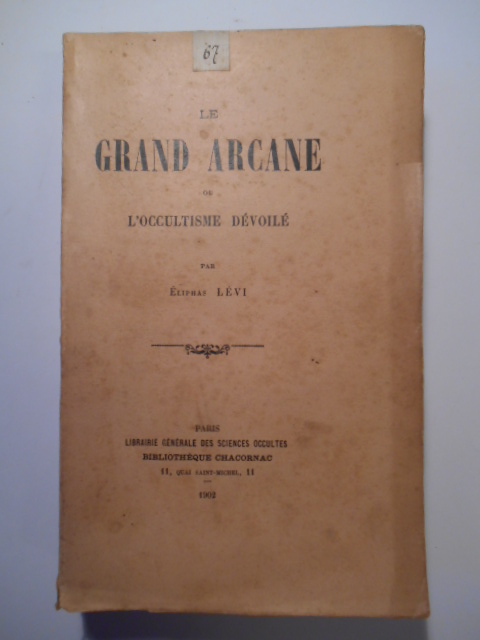 67
LE
GRAND ARCANE
OU
L'OCCULTISME DÉVOILÉ
PAR
ÉLIPHAS LÉVI
PARIS
LIBRAIRIE GÉNÉRALE DES SCIENCES OCCULTES
BIBLIOTHÈQUE CHACORNAC
11, QUAI SAINT-MICHEL, 11
1902